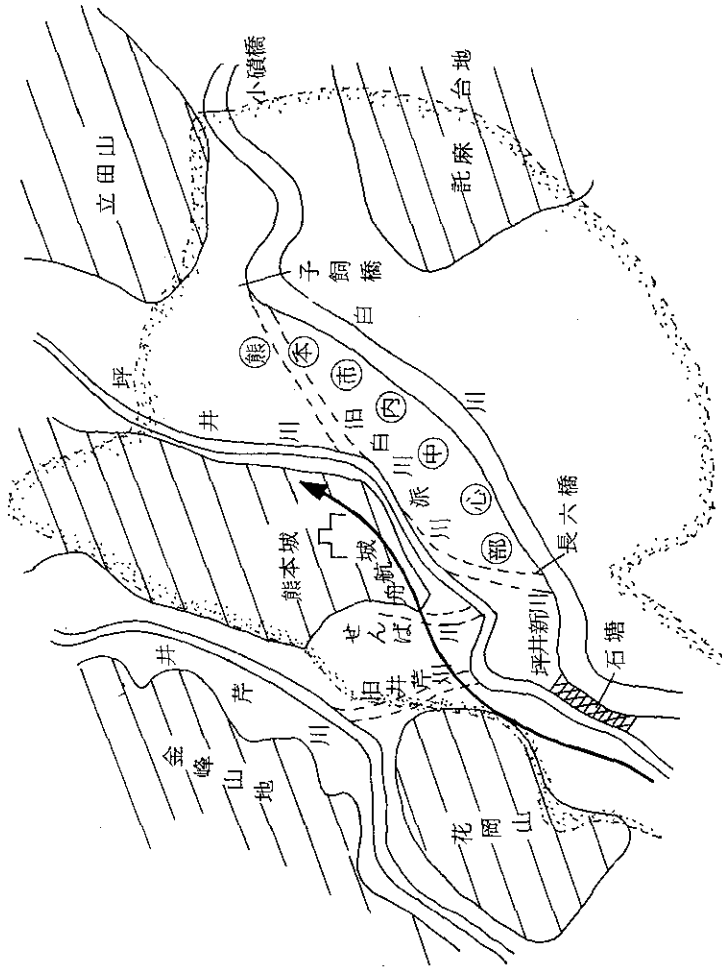 小磧橋
立田山
託麻
台地
子飼橋
白
川
坪
井
川
熊本市内中心部
旧白川派川
熊本城
城
舟航
せんば
川
長六橋
坪井新川
石塘
旧井芹川
井
芹
川
金峰山地
花岡山